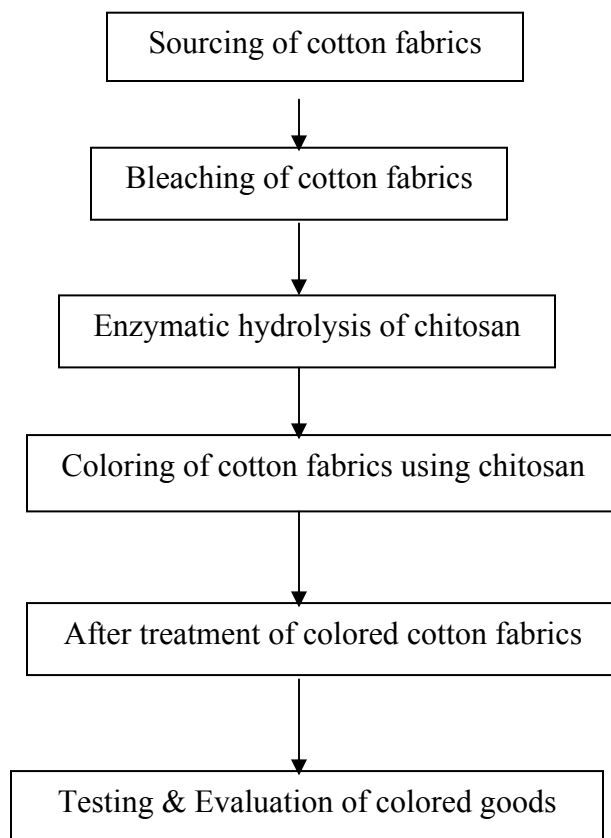 Sourcing of cotton fabrics
Bleaching of cotton fabrics
Enzymatic hydrolysis of chitosan
Coloring of cotton fabrics using chitosan
After treatment of colored cotton fabrics
Testing & Evaluation of colored goods